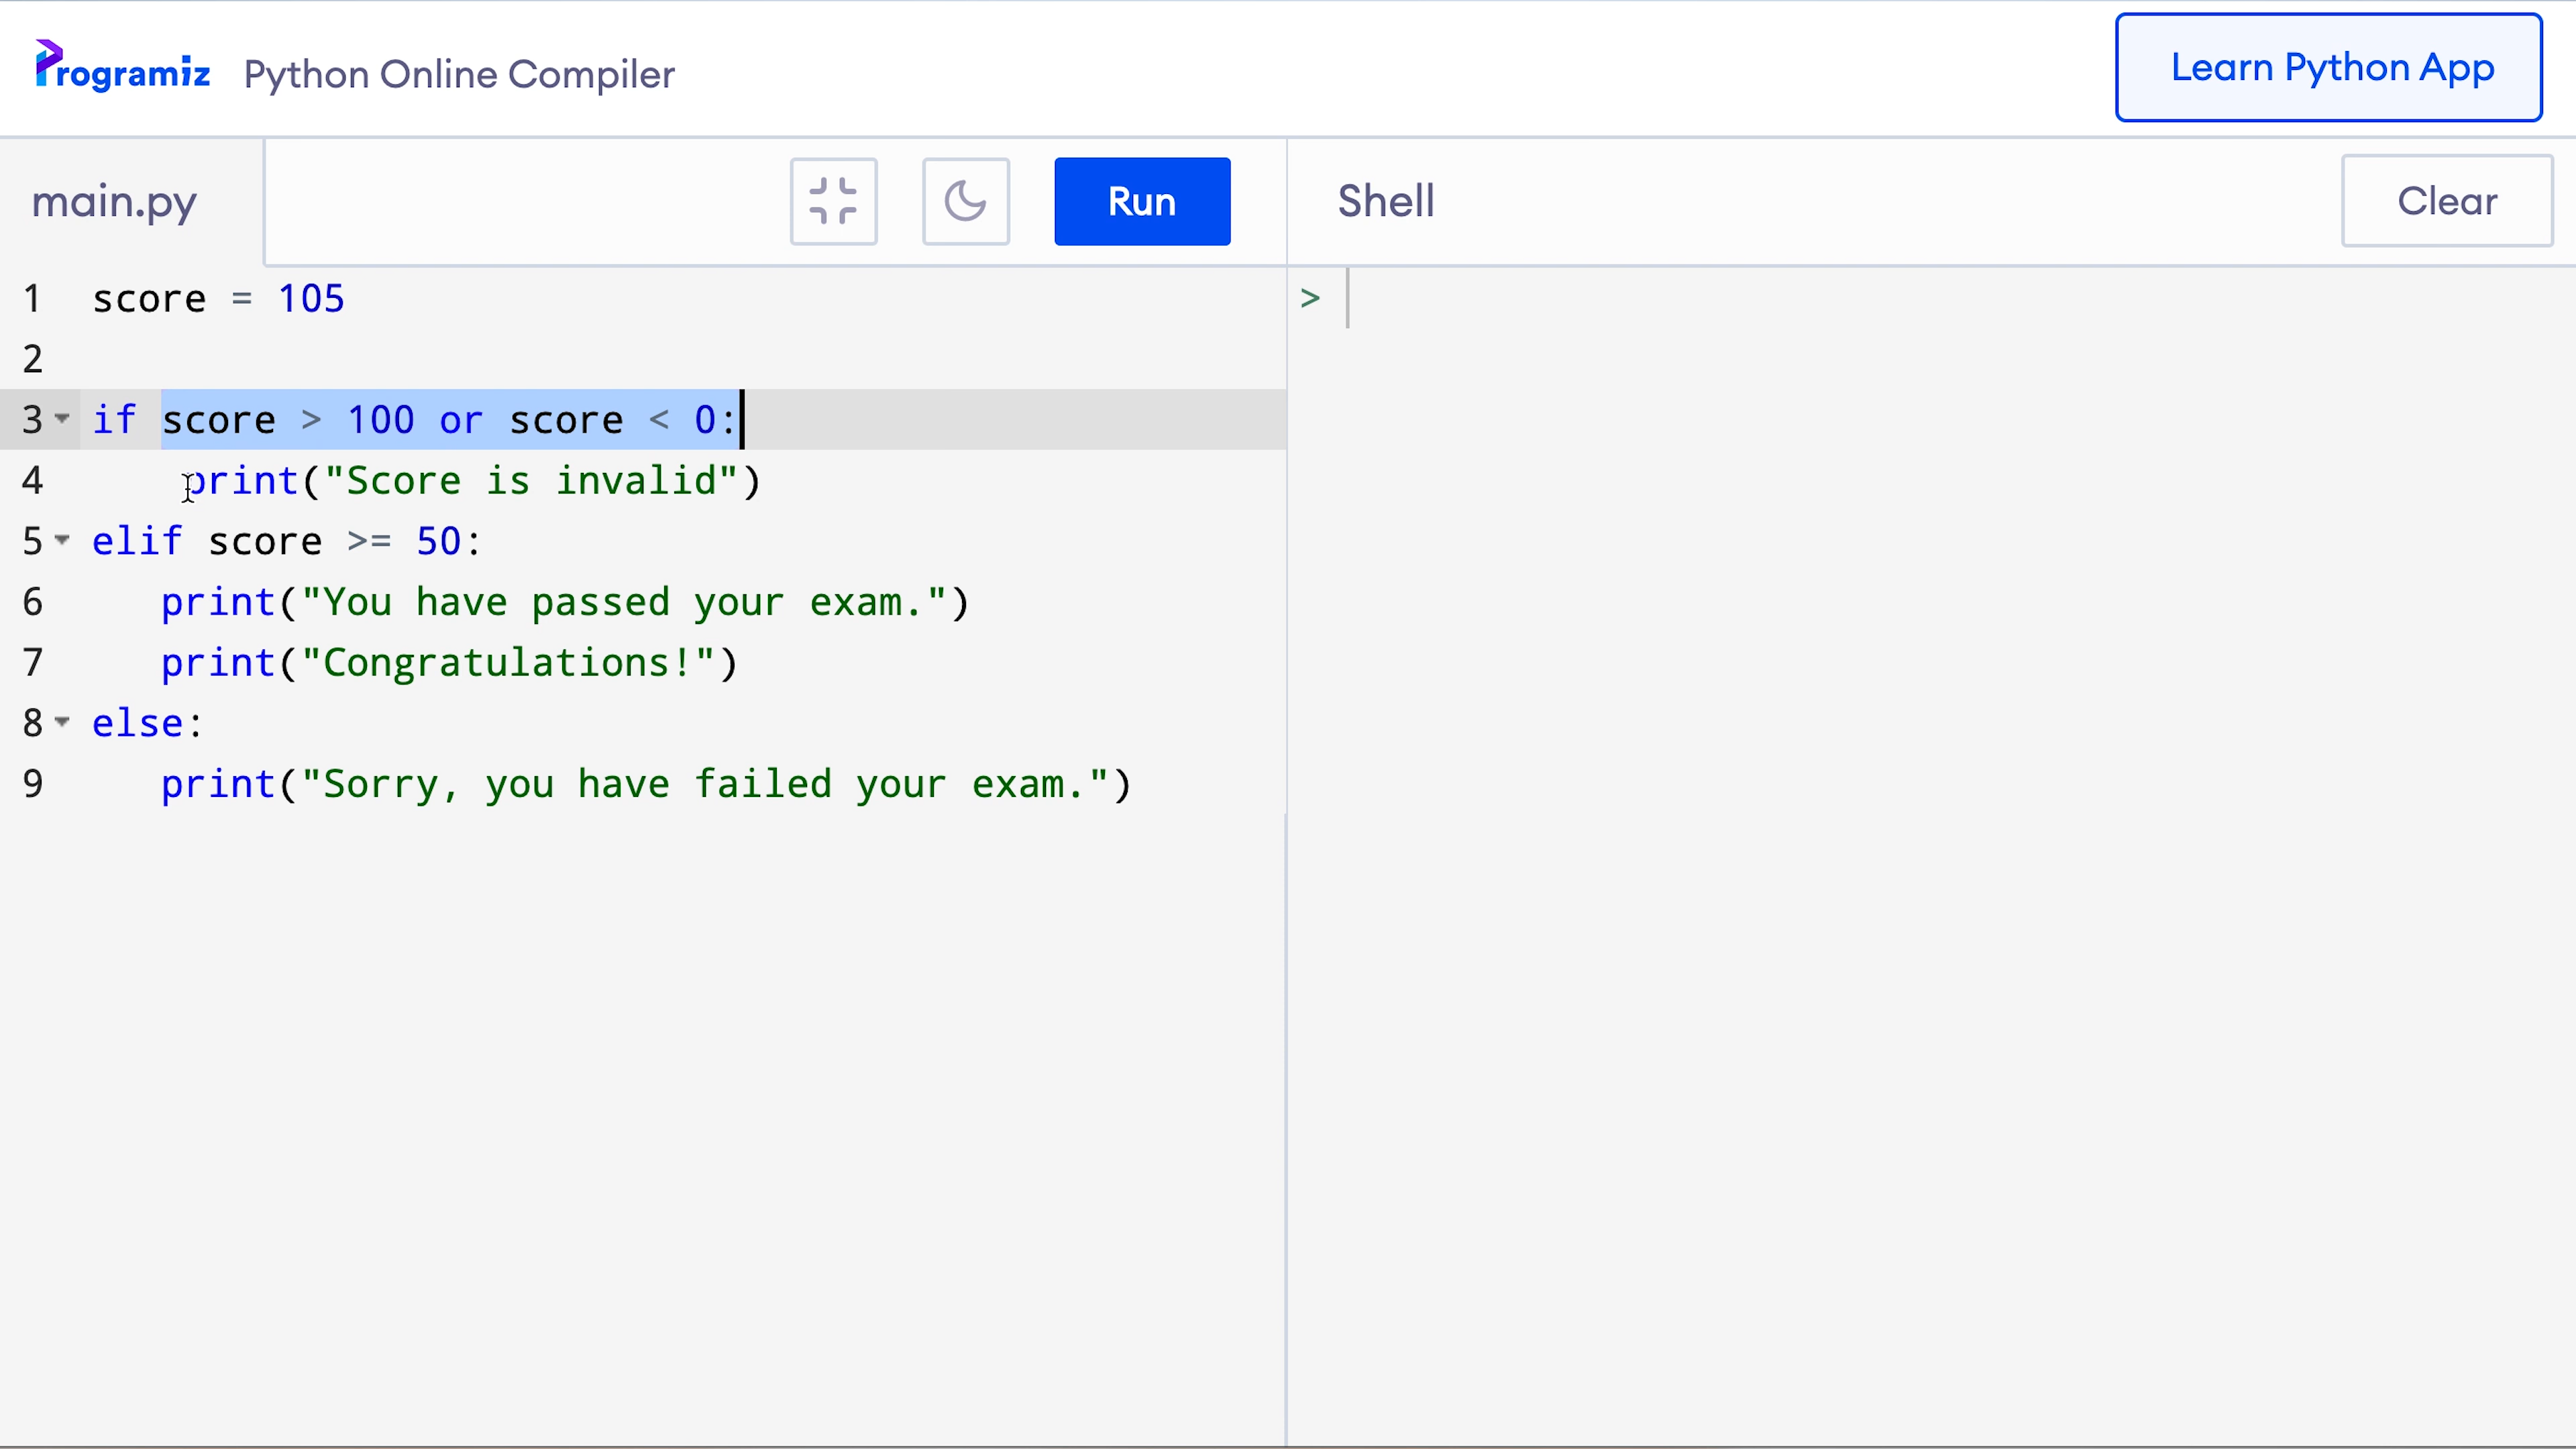 Programiz Python Online Compiler
Learn Python App
main.py
Run
Shell
Clear
1 score = 105
2
3 if score > 100 or score < 0:
4 print("Score is invalid")
5 elif score >= 50:
6 print("You have passed your exam.")
7 print("Congratulations!")
8 else:
9 print("Sorry, you have failed your exam.")
>